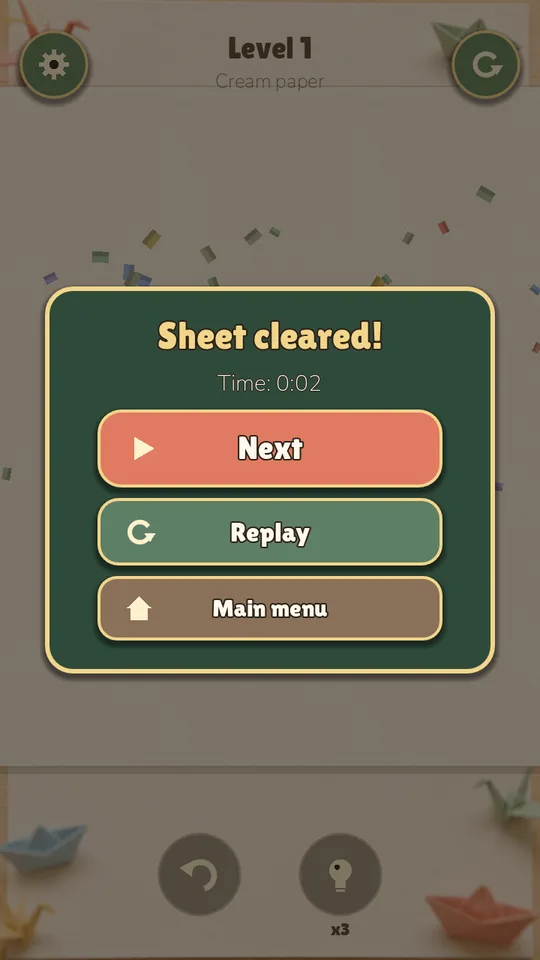 Level 1
Cream paper
Sheet cleared!
Time: 0:02
Next
Replay
Main menu
x3